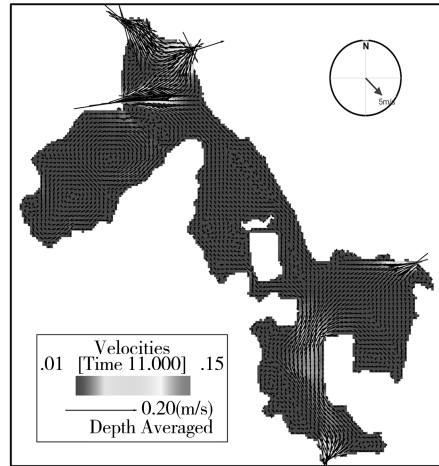 N
5m/s
Velocities
.01 [Time 11.000] .15
0.20(m/s)
Depth Averaged